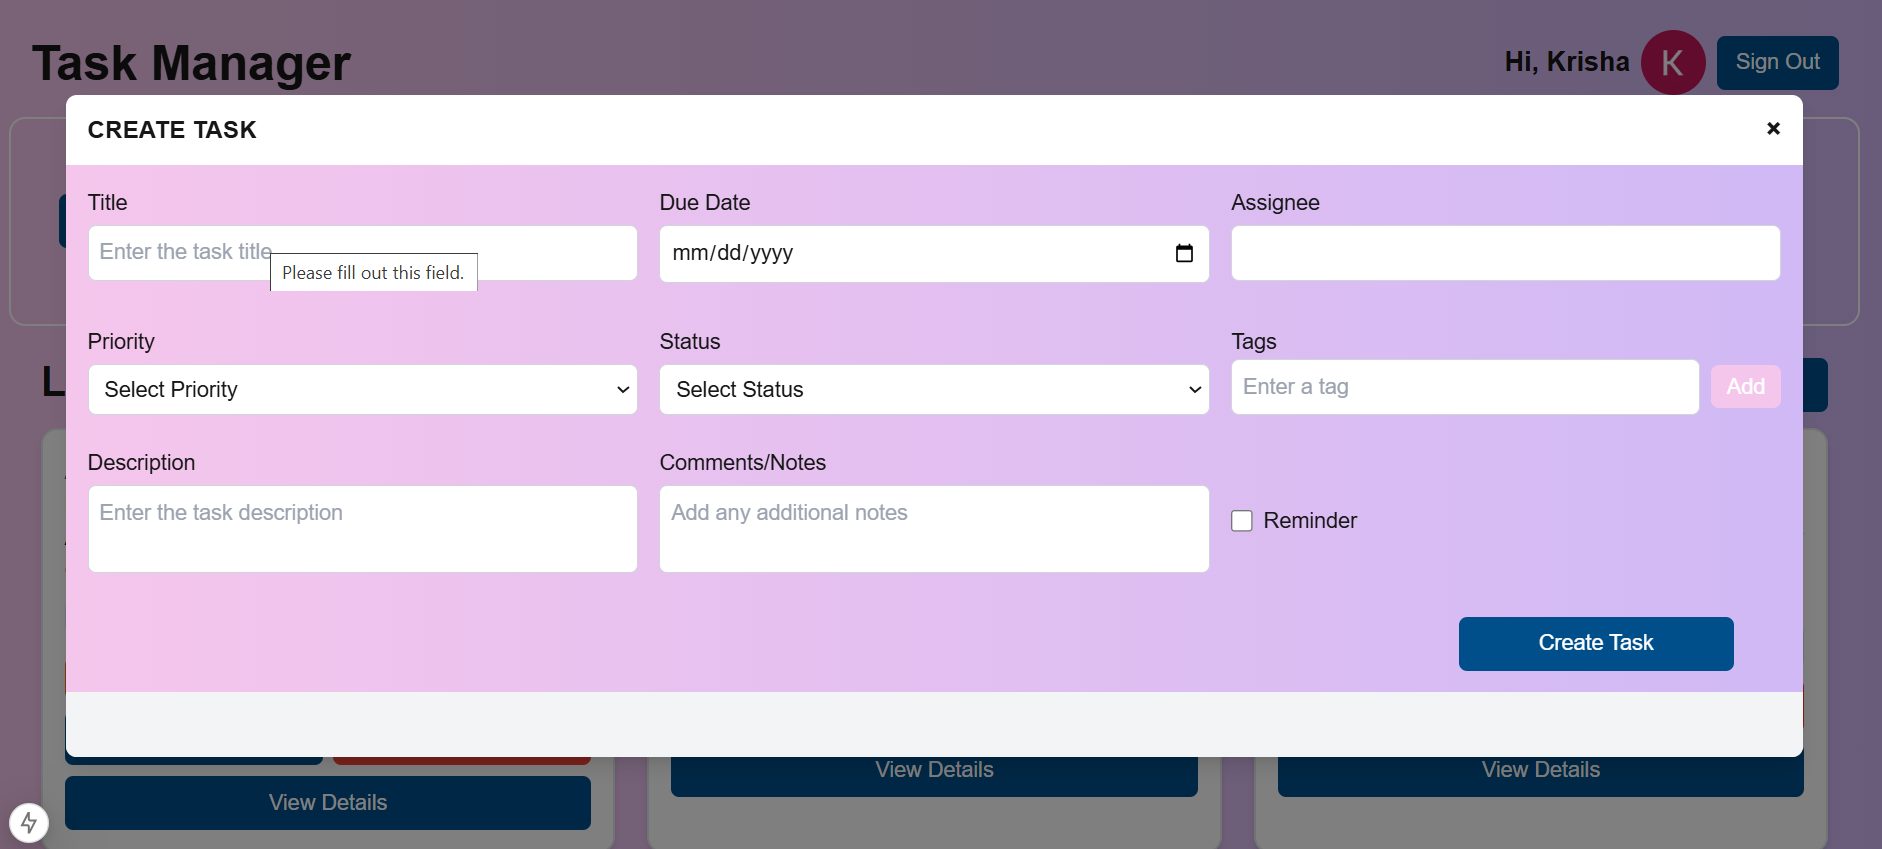 Task Manager
Hi, Krisha
K
Sign Out
CREATE TASK
×
Title
Due Date
Assignee
Enter the task title
mm/dd/yyyy
Please fill out this field.
Priority
Status
Tags
Select Priority
Select Status
Enter a tag
Add
Description
Comments/Notes
Enter the task description
Add any additional notes
Reminder
Create Task
View Details
View Details
View Details